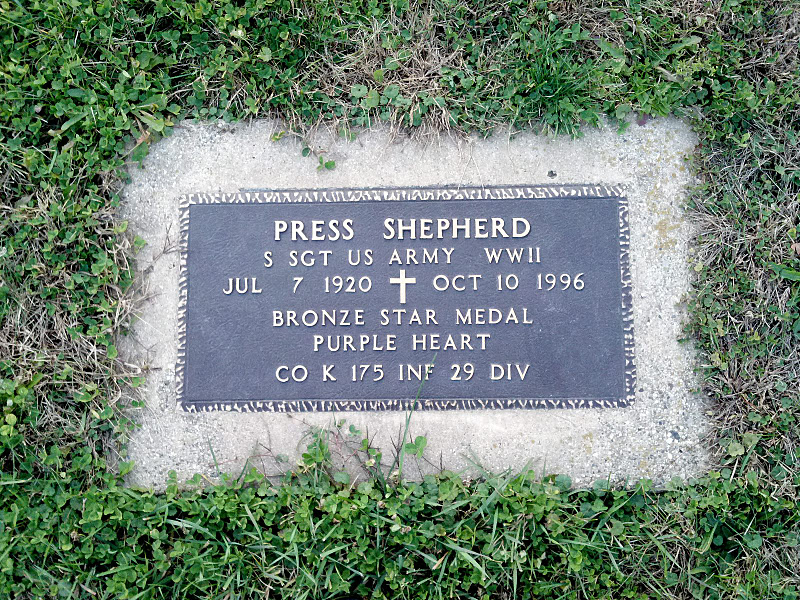 PRESS SHEPHERD
S SGT US ARMY WWII
JUL 7 1920 OCT 10 1996
BRONZE STAR MEDAL
PURPLE HEART
CO K 175 INF 29 DIV